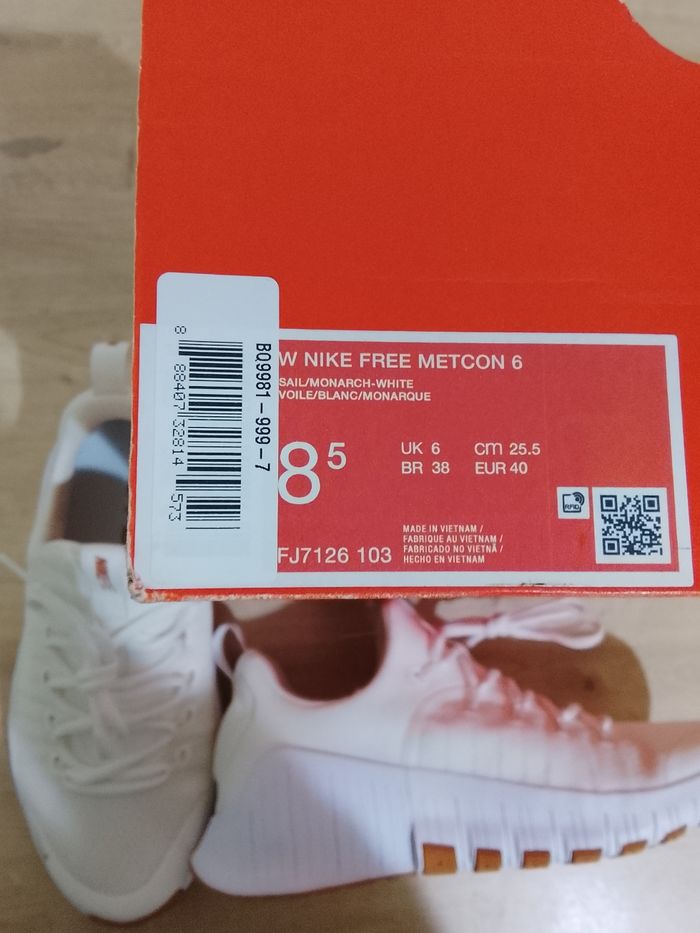 W NIKE FREE METCON 6
SAIL/MONARCH-WHITE
VOILE/BLANC/MONARQUE
8 5
UK 6 cm 25.5
BR 38 EUR 40
FJ7126 103
MADE IN VIETNAM /
FABRIQUE AU VIETNAM /
FABRICADO NO VIETNÃ /
HECHO EN VIETNAM
RFID
BQ9981-999-7
8 88407 32814 573